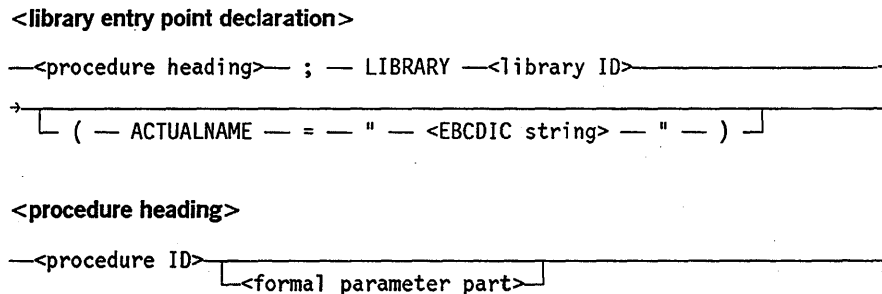 <library entry point declaration>
—<procedure heading>— ; — LIBRARY —<library ID>—
→
( — ACTUALNAME — = — " — <EBCDIC string> — " — )
<procedure heading>
—<procedure ID>
<formal parameter part>